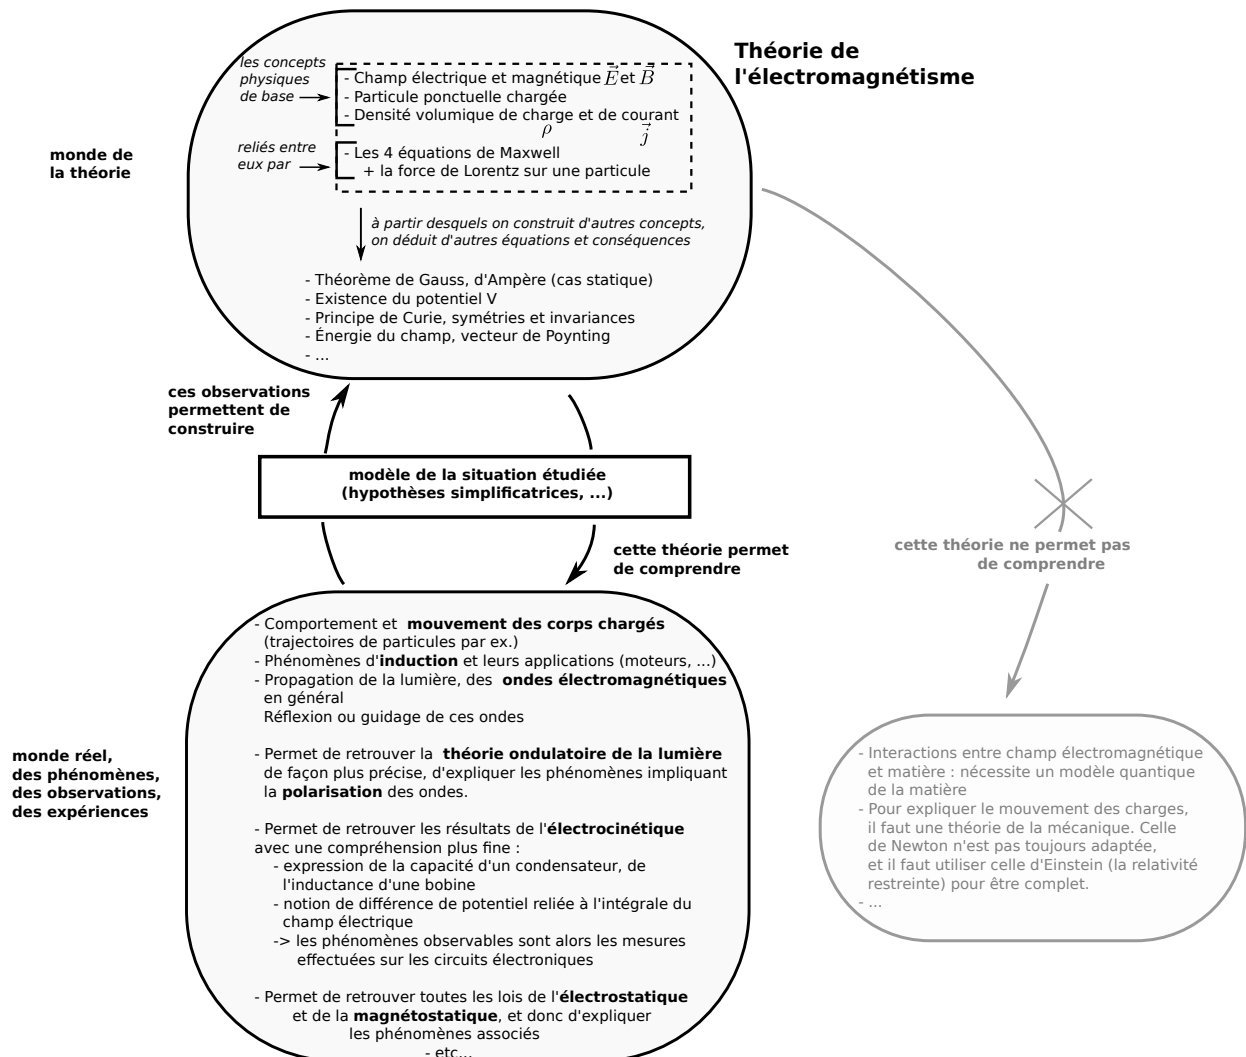 Théorie de
l'électromagnétisme
monde de
la théorie
les concepts
physiques
de base
- Champ électrique et magnétique \vec{E} et \vec{B}
- Particule ponctuelle chargée
- Densité volumique de charge et de courant
ρ \vec{j}
reliés entre
eux par
- Les 4 équations de Maxwell
+ la force de Lorentz sur une particule
à partir desquels on construit d'autres concepts,
on déduit d'autres équations et conséquences
- Théorème de Gauss, d'Ampère (cas statique)
- Existence du potentiel V
- Principe de Curie, symétries et invariances
- Énergie du champ, vecteur de Poynting
- ...
ces observations
permettent de
construire
modèle de la situation étudiée
(hypothèses simplificatrices, ...)
cette théorie permet
de comprendre
cette théorie ne permet pas
de comprendre
monde réel,
des phénomènes,
des observations,
des expériences
- Comportement et mouvement des corps chargés
(trajectoires de particules par ex.)
- Phénomènes d'induction et leurs applications (moteurs, ...)
- Propagation de la lumière, des ondes électromagnétiques
en général
Réflexion ou guidage de ces ondes
- Permet de retrouver la théorie ondulatoire de la lumière
de façon plus précise, d'expliquer les phénomènes impliquant
la polarisation des ondes.
- Permet de retrouver les résultats de l'électrocinétique
avec une compréhension plus fine :
- expression de la capacité d'un condensateur, de
l'inductance d'une bobine
- notion de différence de potentiel reliée à l'intégrale du
champ électrique
-> les phénomènes observables sont alors les mesures
effectuées sur les circuits électroniques
- Permet de retrouver toutes les lois de l'électrostatique
et de la magnétostatique, et donc d'expliquer
les phénomènes associés
- etc...
- Interactions entre champ électromagnétique
et matière : nécessite un modèle quantique
de la matière
- Pour expliquer le mouvement des charges,
il faut une théorie de la mécanique. Celle
de Newton n'est pas toujours adaptée,
et il faut utiliser celle d'Einstein (la relativité
restreinte) pour être complet.
- ...